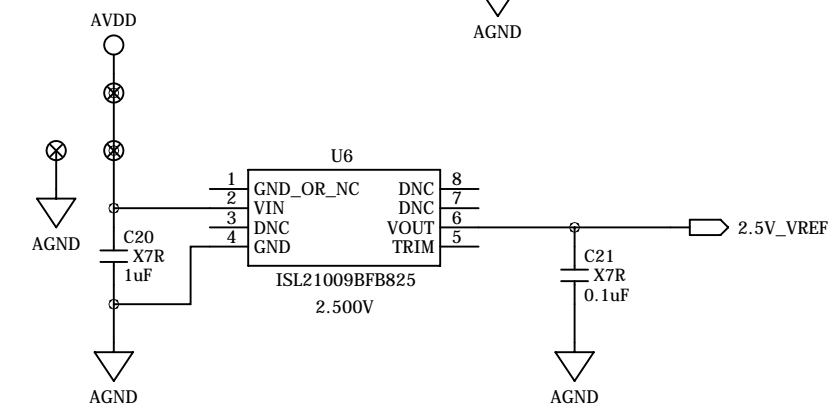 AVDD
AGND
U6
1 GND_OR_NC DNC 8
2 VIN DNC 7
3 DNC VOUT 6
4 GND TRIM 5
2.5V_VREF
AGND
C20
X7R
1uF
C21
X7R
0.1uF
ISL21009BFB825
2.500V
AGND
AGND